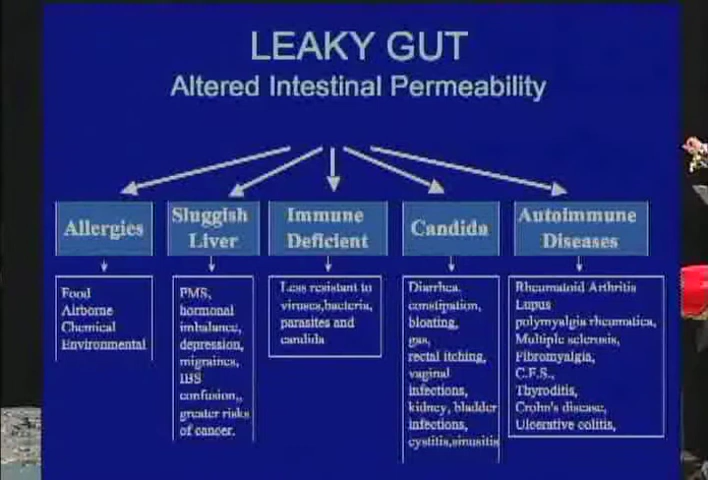 LEAKY GUT
Altered Intestinal Permeability
Allergies
Food
Airborne
Chemical
Environmental
Sluggish
Liver
PMS,
hormonal
imbalance,
depression,
migraines,
IBS
confusion,,
greater risks
of cancer.
Immune
Deficient
Less resistant to
viruses,bacteria,
parasites and
candida
Candida
Diarrhea.
constipation,
bloating,
gas,
rectal itching,
vaginal
infections,
kidney, bladder
infections,
cystitis,sinusitis
Autoimmune
Diseases
Rheumatoid Arthritis
Lupus
polymyalgia rheumatica,
Multiple sclerosis,
Fibromyalgia,
C.F.S.,
Thyroditis,
Crohn's disease,
Ulcerative colitis,